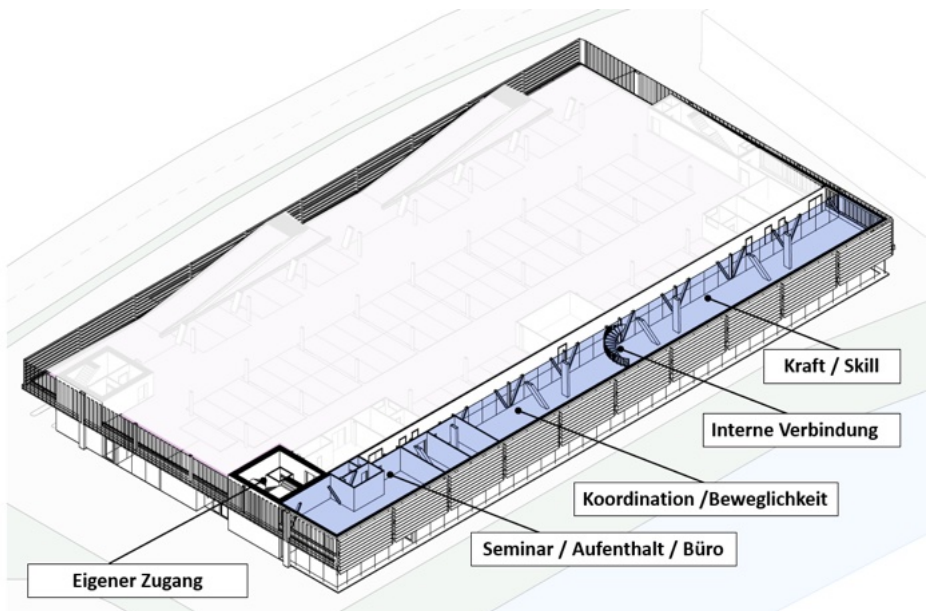 Kraft / Skill
Interne Verbindung
Koordination /Beweglichkeit
Seminar / Aufenthalt / Büro
Eigener Zugang